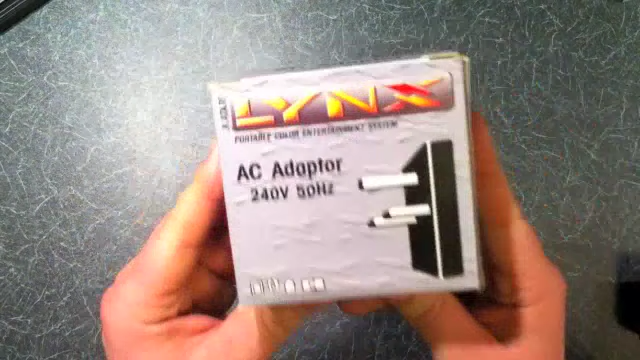 LYNX
PORTABLE COLOR ENTERTAINMENT SYSTEM
AC Adaptor
240V 50Hz